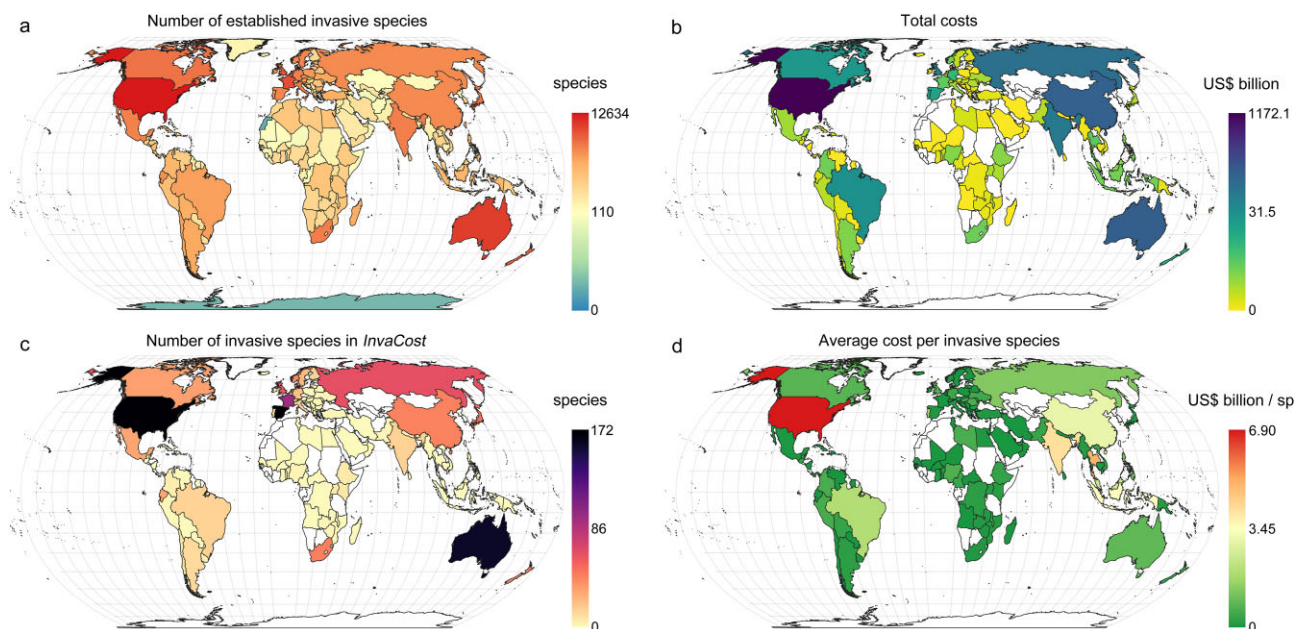 a
Number of established invasive species
species
12634
110
0
b
Total costs
US$ billion
1172.1
31.5
0
c
Number of invasive species in InvaCost
species
172
86
0
d
Average cost per invasive species
US$ billion / sp
6.90
3.45
0